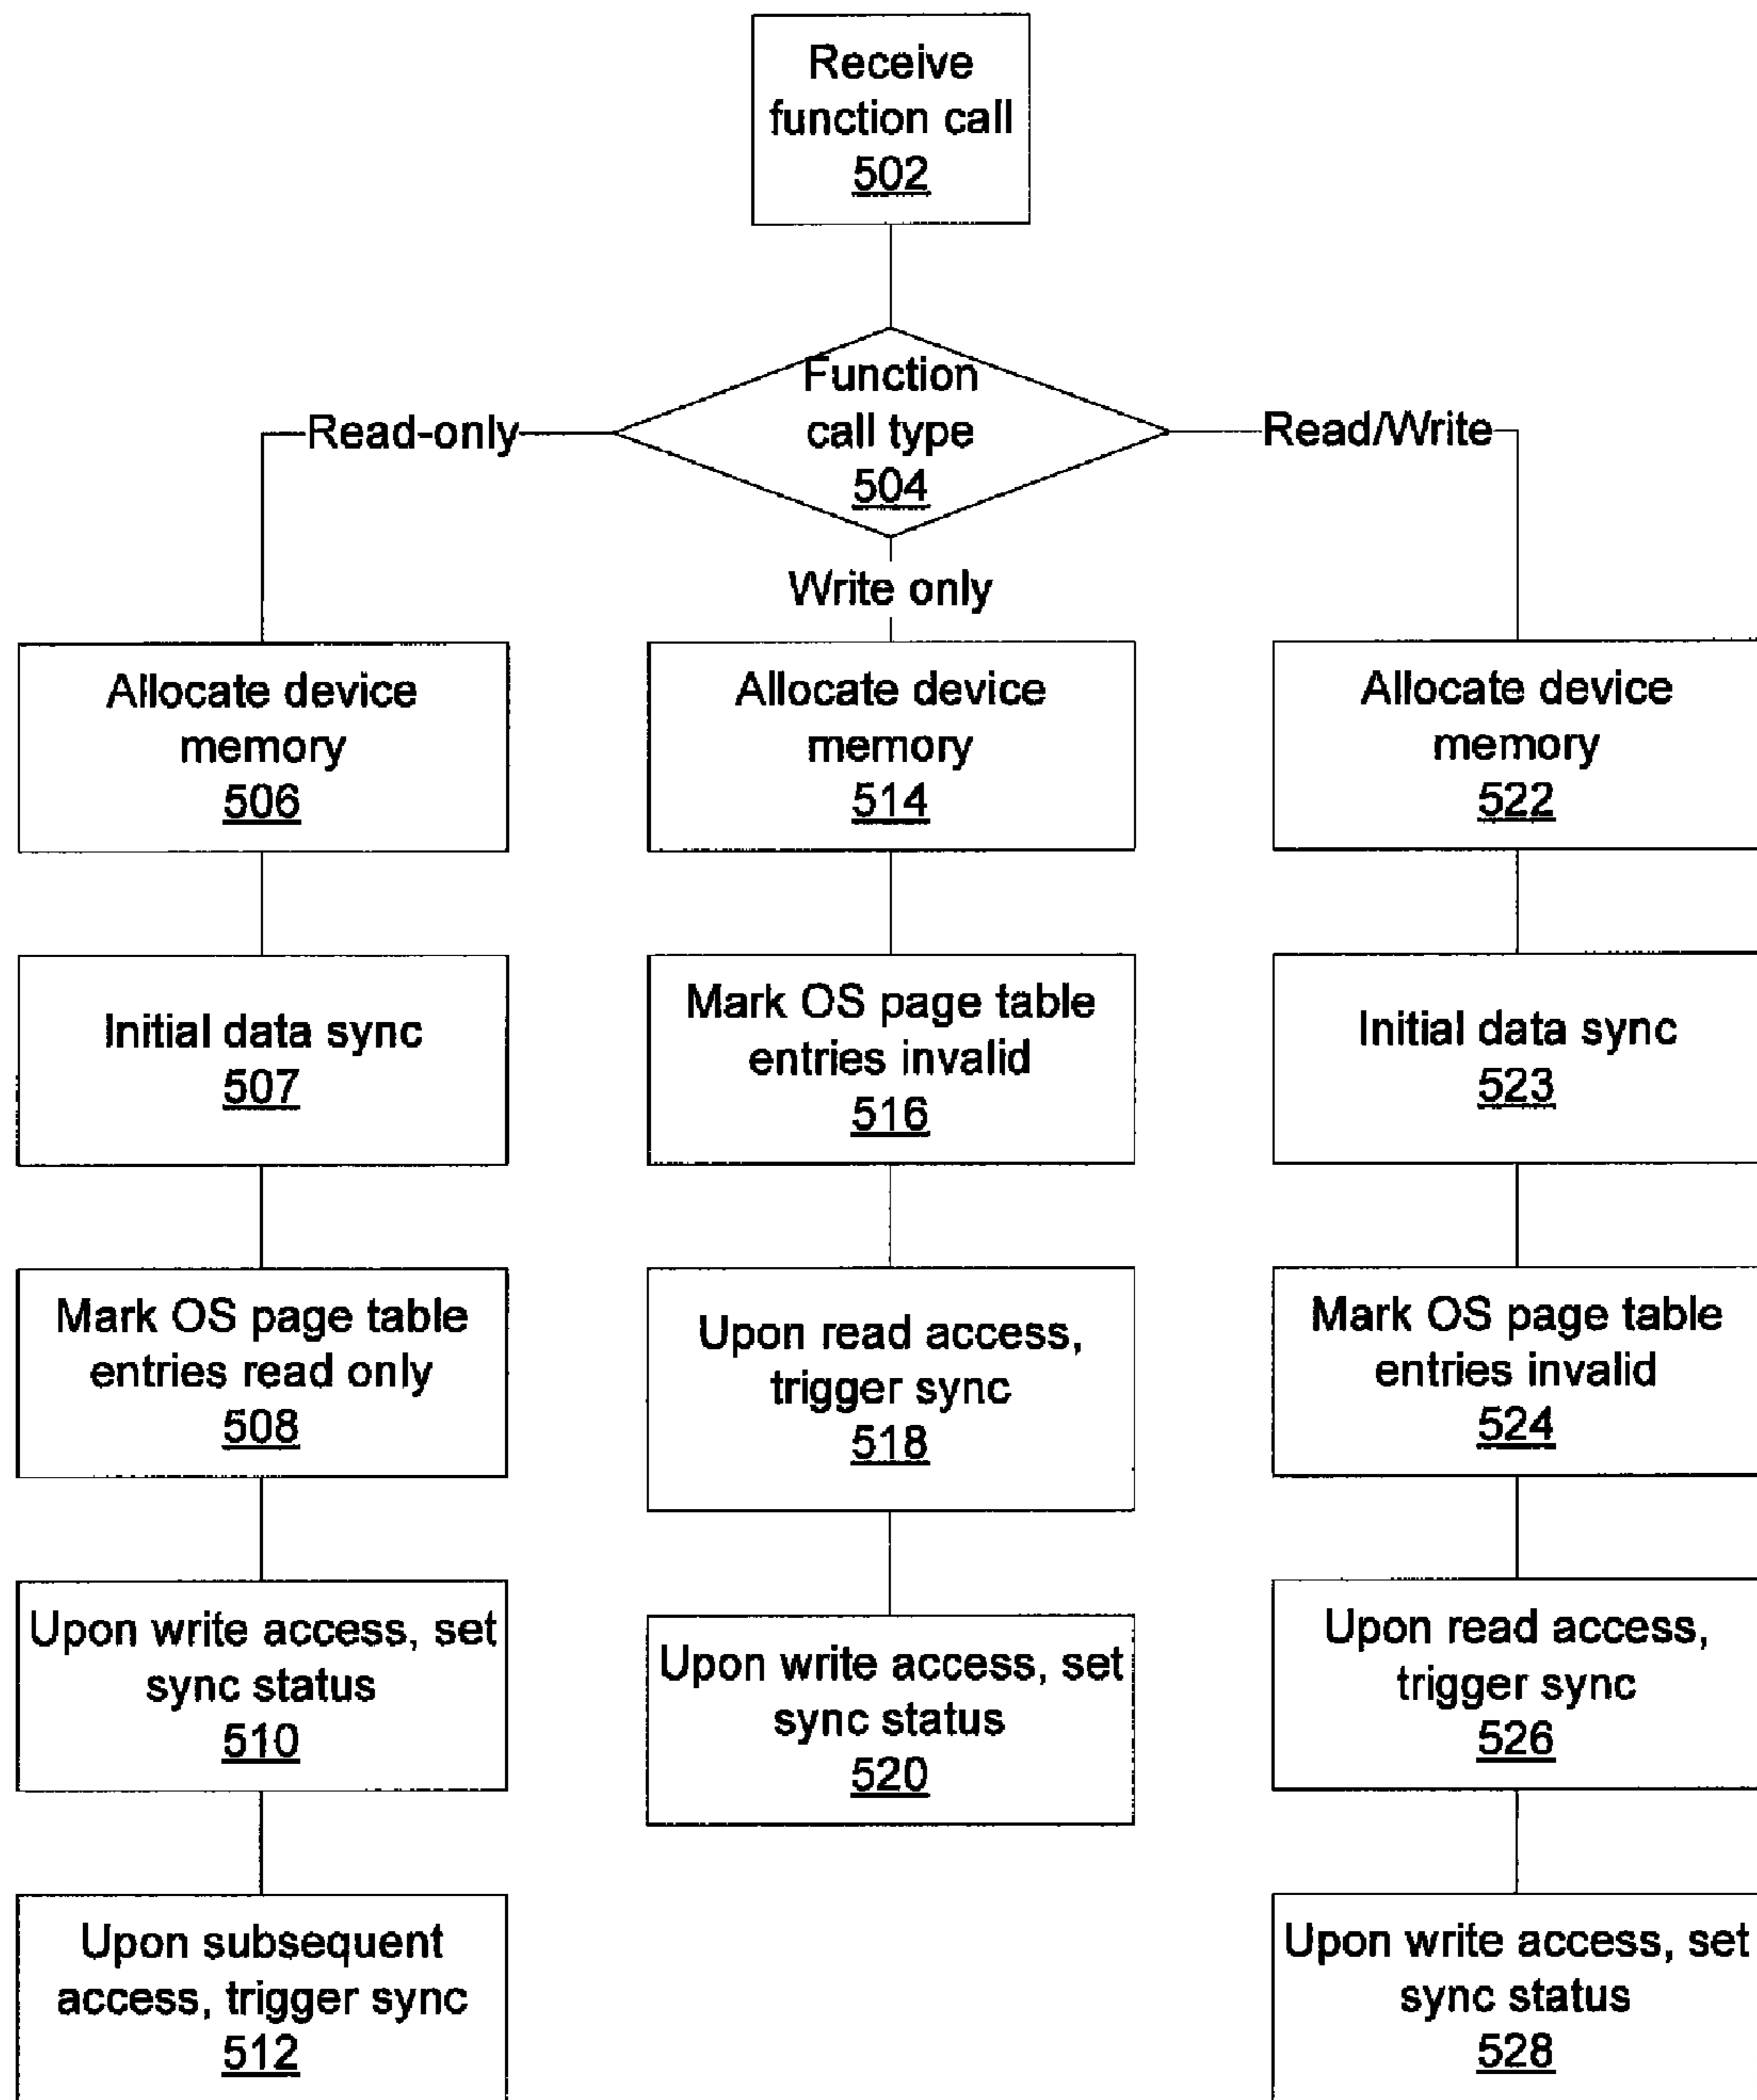 Receive
function call
502
Function
call type
504
Read-only
Read/Write
Write only
Allocate device
memory
506
Initial data sync
507
Mark OS page table
entries read only
508
Upon write access, set
sync status
510
Upon subsequent
access, trigger sync
512
Allocate device
memory
514
Mark OS page table
entries invalid
516
Upon read access,
trigger sync
518
Upon write access, set
sync status
520
Allocate device
memory
522
Initial data sync
523
Mark OS page table
entries invalid
524
Upon read access,
trigger sync
526
Upon write access, set
sync status
528